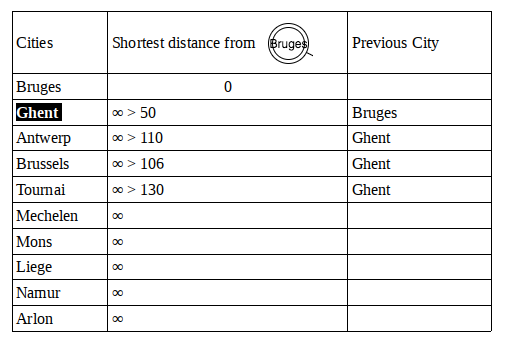 Cities Shortest distance from Bruges Previous City
Bruges 0
Ghent ∞ > 50 Bruges
Antwerp ∞ > 110 Ghent
Brussels ∞ > 106 Ghent
Tournai ∞ > 130 Ghent
Mechelen ∞
Mons ∞
Liege ∞
Namur ∞
Arlon ∞